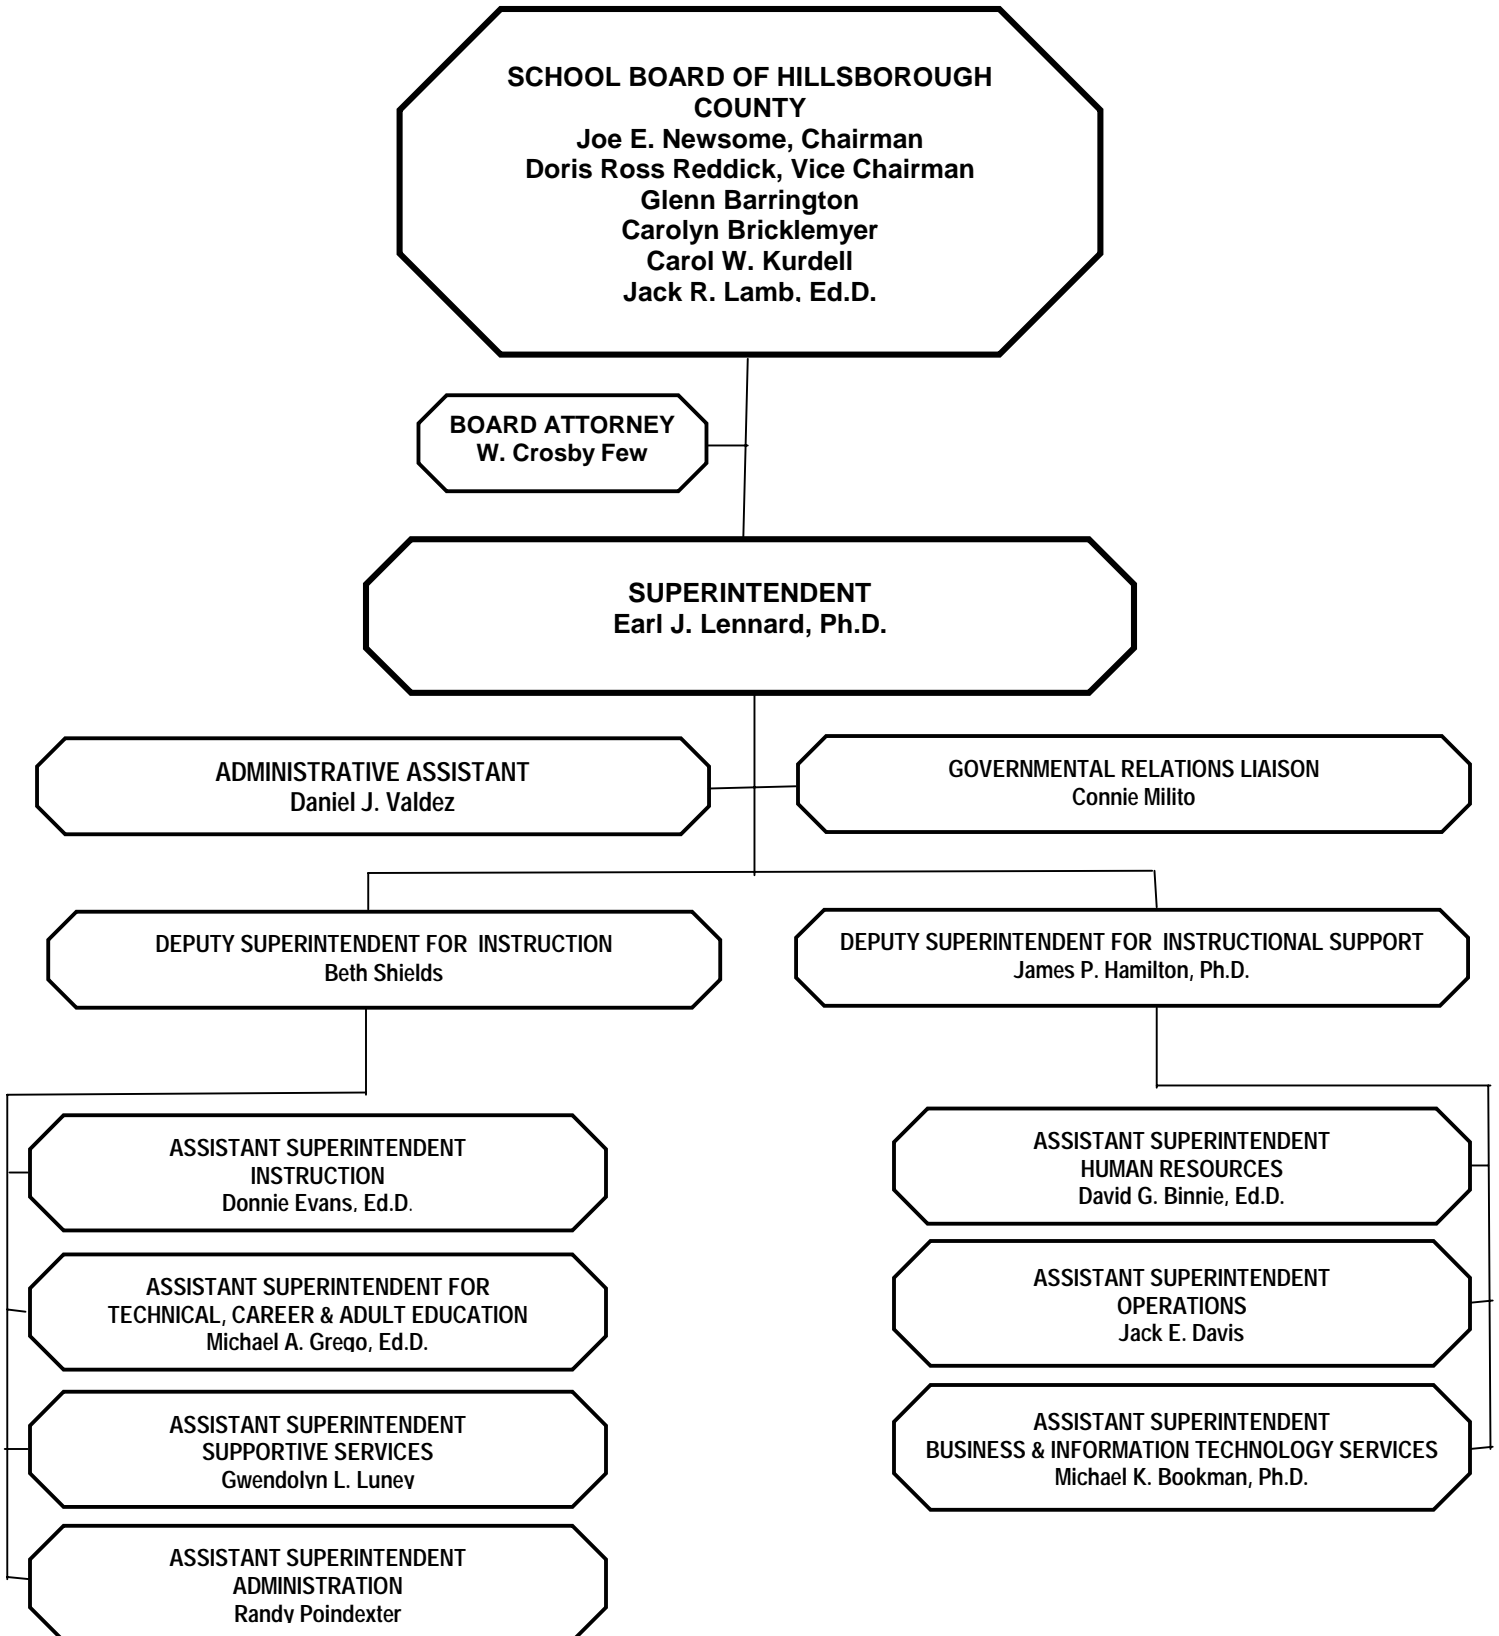 SCHOOL BOARD OF HILLSBOROUGH
COUNTY
Joe E. Newsome, Chairman
Doris Ross Reddick, Vice Chairman
Glenn Barrington
Carolyn Bricklemyer
Carol W. Kurdell
Jack R. Lamb, Ed.D.
BOARD ATTORNEY
W. Crosby Few
SUPERINTENDENT
Earl J. Lennard, Ph.D.
ADMINISTRATIVE ASSISTANT
Daniel J. Valdez
GOVERNMENTAL RELATIONS LIAISON
Connie Milito
DEPUTY SUPERINTENDENT FOR INSTRUCTION
Beth Shields
DEPUTY SUPERINTENDENT FOR INSTRUCTIONAL SUPPORT
James P. Hamilton, Ph.D.
ASSISTANT SUPERINTENDENT
INSTRUCTION
Donnie Evans, Ed.D.
ASSISTANT SUPERINTENDENT FOR
TECHNICAL, CAREER & ADULT EDUCATION
Michael A. Grego, Ed.D.
ASSISTANT SUPERINTENDENT
SUPPORTIVE SERVICES
Gwendolyn L. Luney
ASSISTANT SUPERINTENDENT
ADMINISTRATION
Randy Poindexter
ASSISTANT SUPERINTENDENT
HUMAN RESOURCES
David G. Binnie, Ed.D.
ASSISTANT SUPERINTENDENT
OPERATIONS
Jack E. Davis
ASSISTANT SUPERINTENDENT
BUSINESS & INFORMATION TECHNOLOGY SERVICES
Michael K. Bookman, Ph.D.